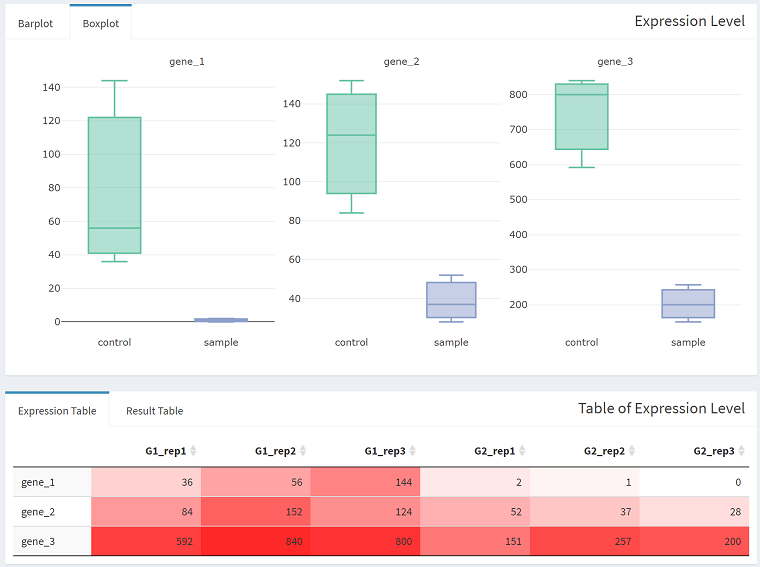 Barplot Boxplot Expression Level
gene_1 gene_2 gene_3
140
120
100
80
60
40
20
0
140
120
100
80
60
40
800
700
600
500
400
300
200
control sample control sample control sample
Expression Table Result Table Table of Expression Level
G1_rep1 G1_rep2 G1_rep3 G2_rep1 G2_rep2 G2_rep3
gene_1 36 56 144 2 1 0
gene_2 84 152 124 52 37 28
gene_3 592 840 800 151 257 200